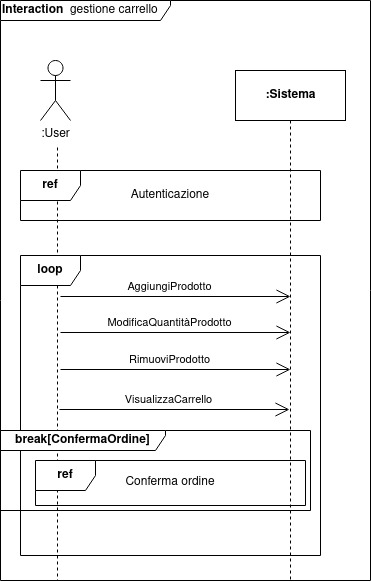 Interaction gestione carrello
:User
:Sistema
ref
Autenticazione
loop
AggiungiProdotto
ModificaQuantitàProdotto
RimuoviProdotto
VisualizzaCarrello
break[ConfermaOrdine]
ref
Conferma ordine